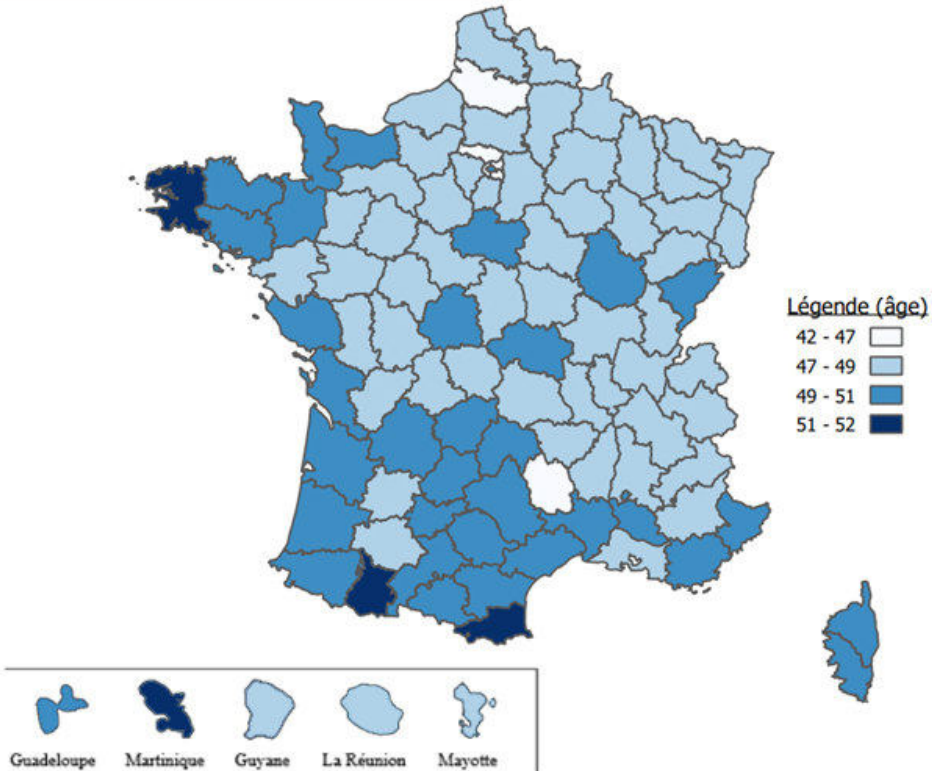 Légende (âge)
42 - 47
47 - 49
49 - 51
51 - 52
Guadeloupe Martinique Guyane La Réunion Mayotte